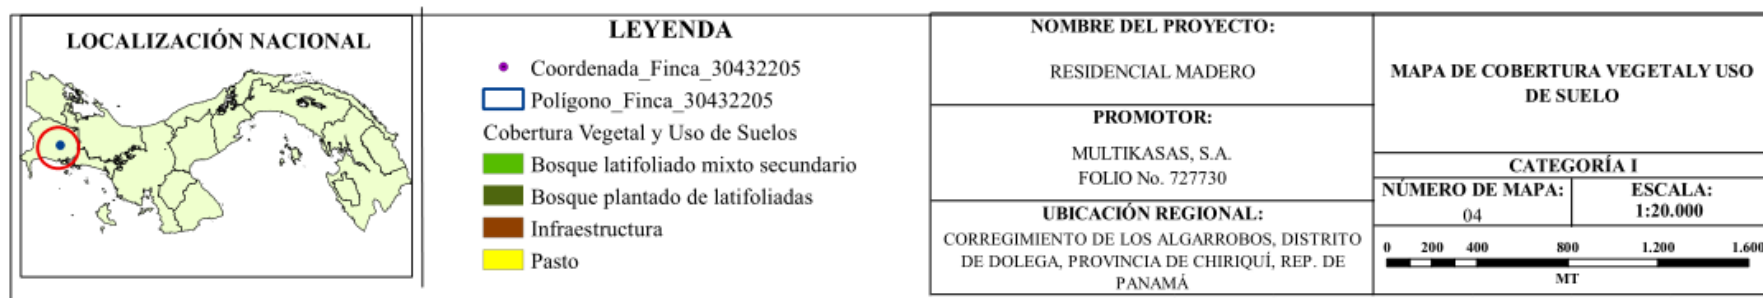 LOCALIZACIÓN NACIONAL
LEYENDA
Coordenada_Finca_30432205
Polígono_Finca_30432205
Cobertura Vegetal y Uso de Suelos
Bosque latifoliado mixto secundario
Bosque plantado de latifoliadas
Infraestructura
Pasto
NOMBRE DEL PROYECTO:
RESIDENCIAL MADERO
PROMOTOR:
MULTIKASAS, S.A.
FOLIO No. 727730
UBICACIÓN REGIONAL:
CORREGIMIENTO DE LOS ALGARROBOS, DISTRITO
DE DOLEGA, PROVINCIA DE CHIRIQUÍ, REP. DE
PANAMÁ
MAPA DE COBERTURA VEGETALY USO
DE SUELO
CATEGORÍA I
NÚMERO DE MAPA:
04
ESCALA:
1:20.000
0 200 400 800 1.200 1.600
MT